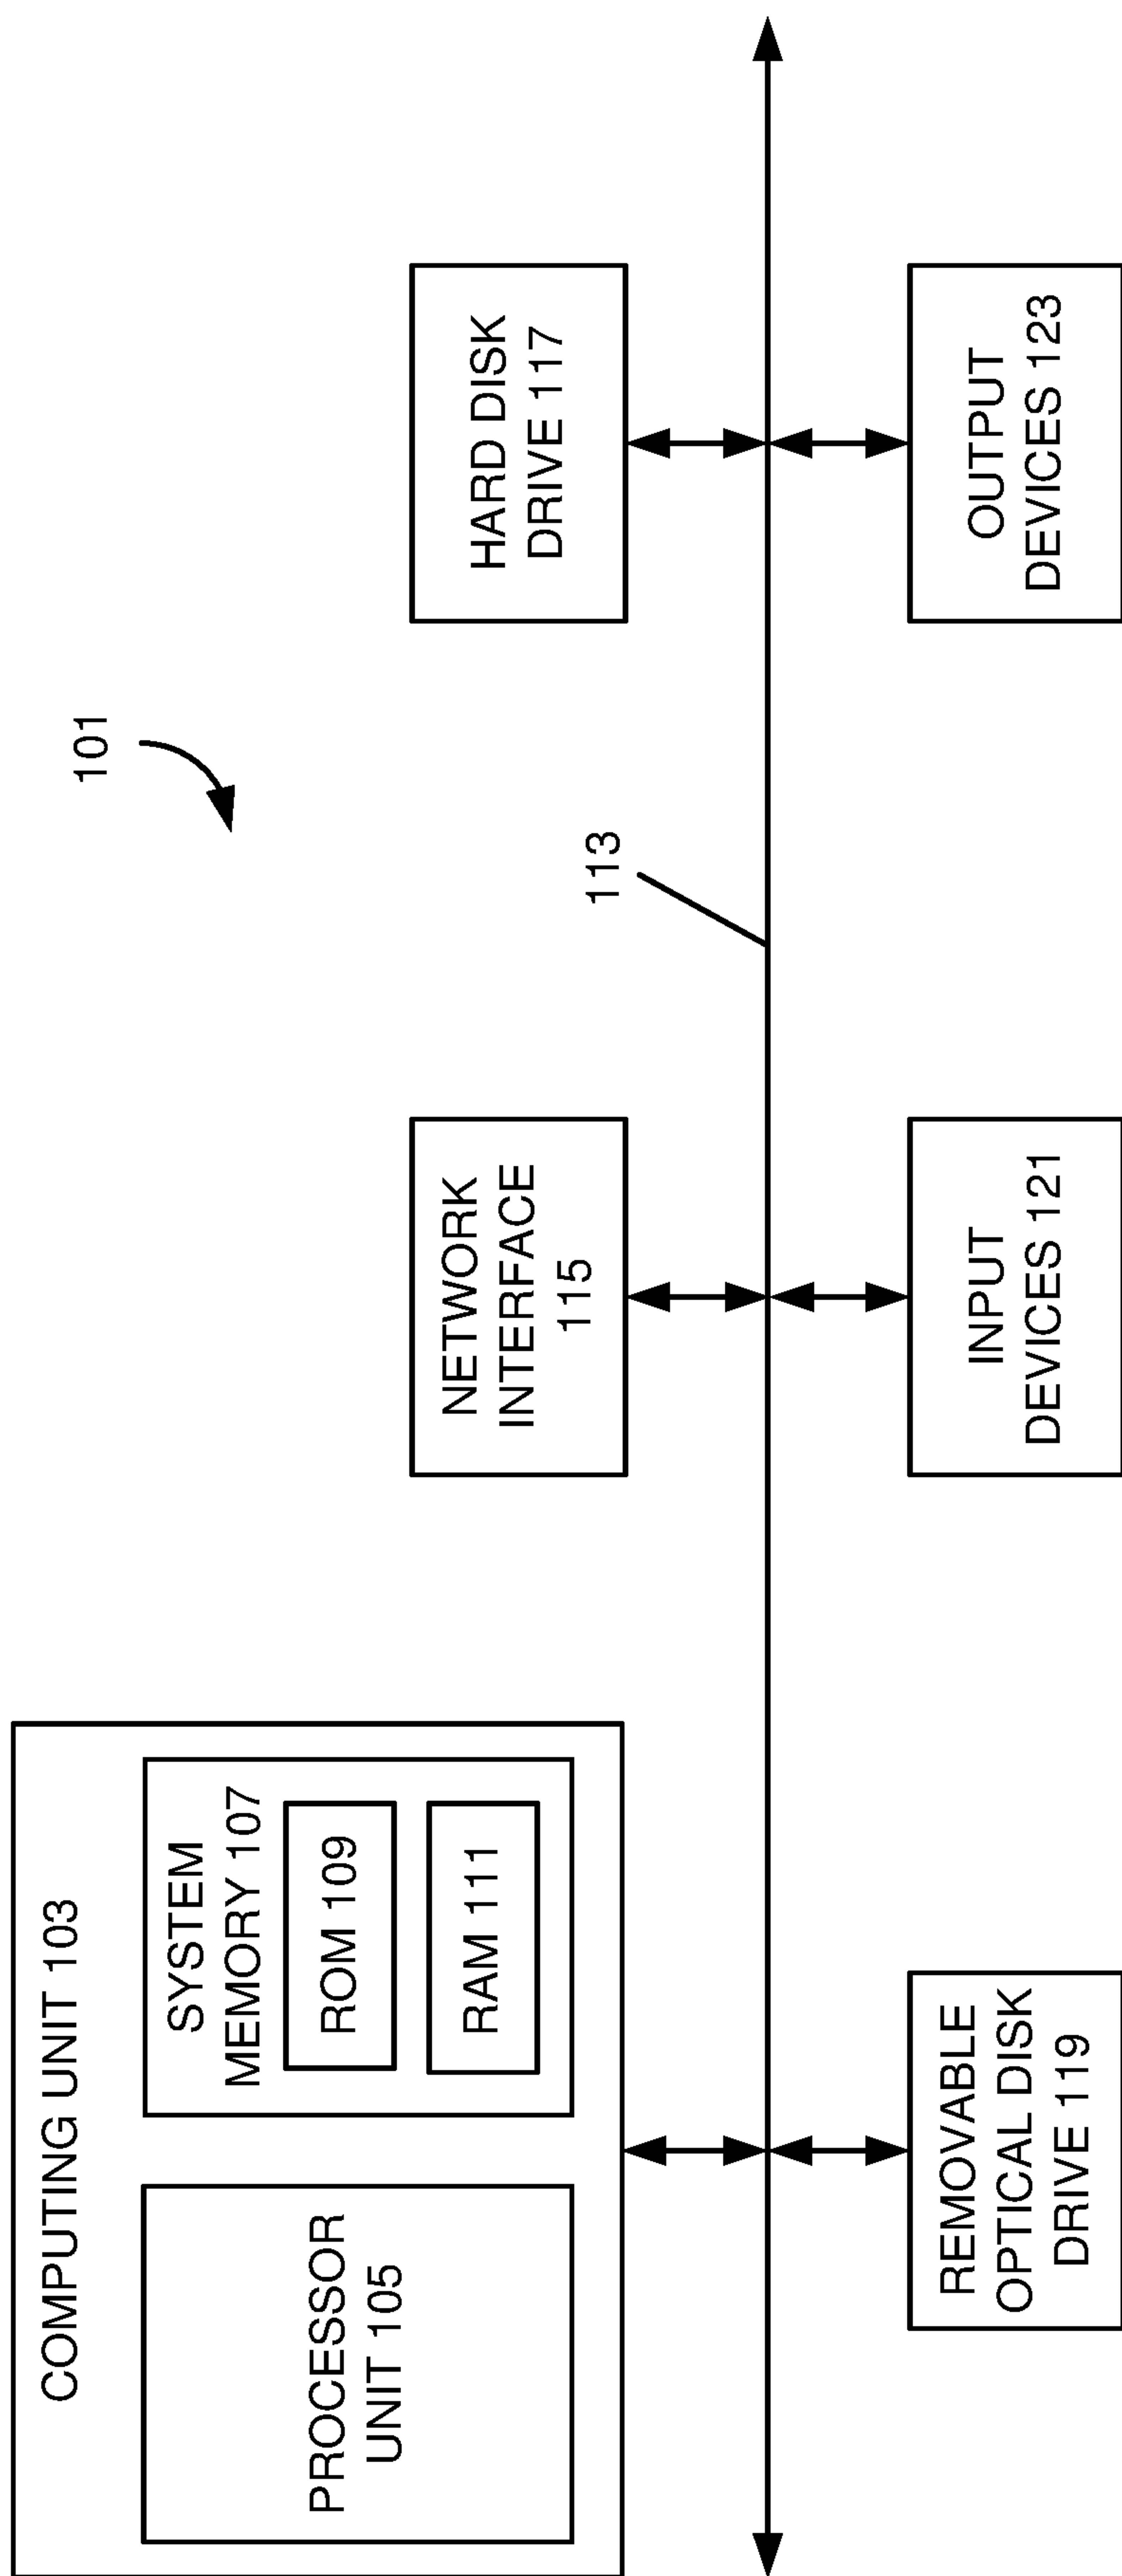 101
COMPUTING UNIT 103
PROCESSOR
UNIT 105
SYSTEM
MEMORY 107
ROM 109
RAM 111
NETWORK
INTERFACE
115
HARD DISK
DRIVE 117
113
REMOVABLE
OPTICAL DISK
DRIVE 119
INPUT
DEVICES 121
OUTPUT
DEVICES 123